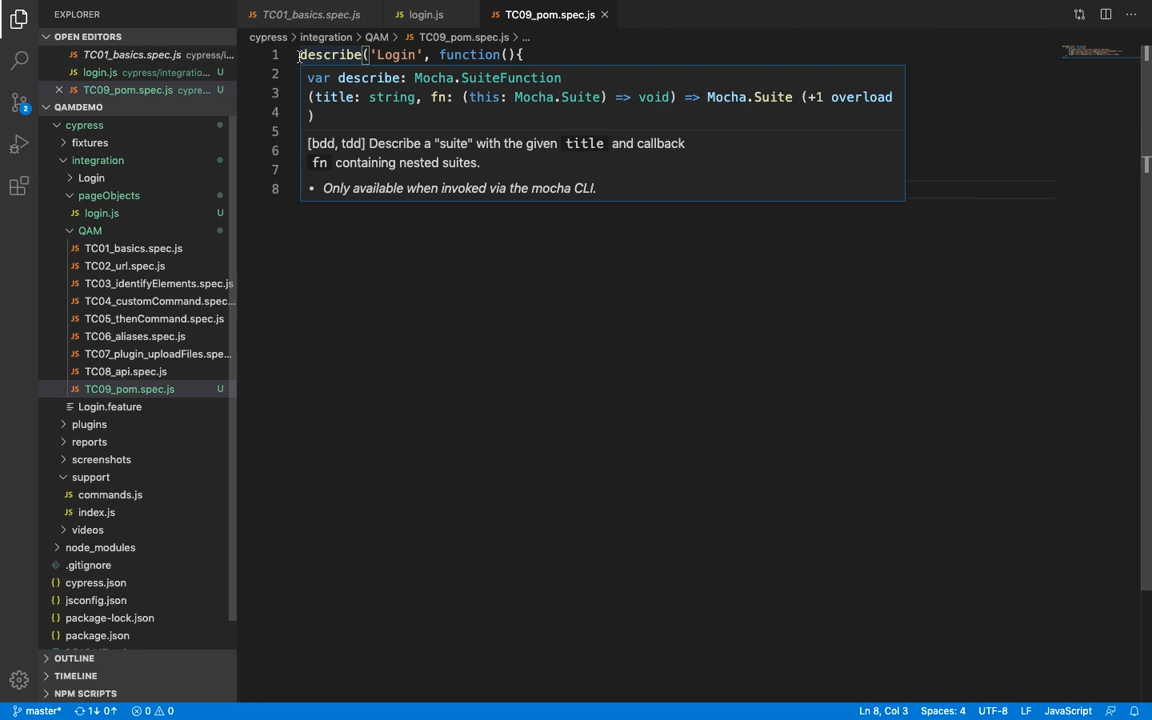 EXPLORER
OPEN EDITORS
TC01_basics.spec.js cypress/i...
login.js cypress/integratio... U
TC09_pom.spec.js cypre... U
2
QAMDEMO
cypress
fixtures
integration
Login
pageObjects
login.js U
QAM
TC01_basics.spec.js
TC02_url.spec.js
TC03_identifyElements.spec.js
TC04_customCommand.spec...
TC05_thenCommand.spec.js
TC06_aliases.spec.js
TC07_plugin_uploadFiles.spe...
TC08_api.spec.js
TC09_pom.spec.js U
Login.feature
plugins
reports
screenshots
support
commands.js
index.js
videos
node_modules
.gitignore
cypress.json
jsconfig.json
package-lock.json
package.json
OUTLINE
TIMELINE
NPM SCRIPTS
TC01_basics.spec.js login.js TC09_pom.spec.js
cypress > integration > QAM > TC09_pom.spec.js > ...
1 describe('Login', function(){
2
3
4
5
6
7
8
var describe: Mocha.SuiteFunction
(title: string, fn: (this: Mocha.Suite) => void) => Mocha.Suite (+1 overload
)
[bdd, tdd] Describe a "suite" with the given title and callback
fn containing nested suites.
• Only available when invoked via the mocha CLI.
master* 1↓ 0↑ 0 0 Ln 8, Col 3 Spaces: 4 UTF-8 LF JavaScript